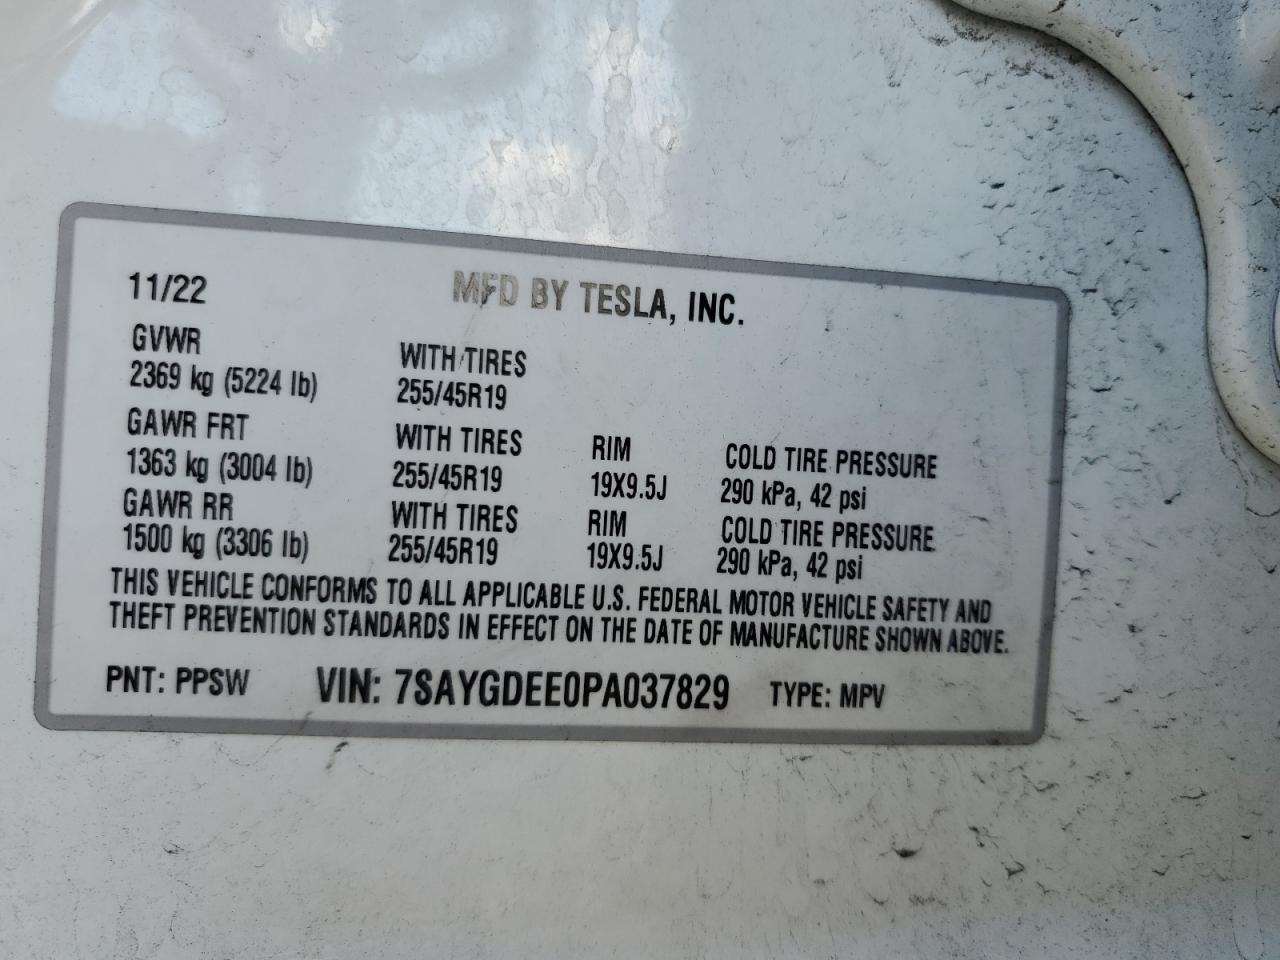 11/22 MFD BY TESLA, INC.
GVWR
2369 kg (5224 lb) WITH TIRES 255/45R19
GAWR FRT
1363 kg (3004 lb) WITH TIRES 255/45R19 RIM 19X9.5J COLD TIRE PRESSURE 290 kPa, 42 psi
GAWR RR
1500 kg (3306 lb) WITH TIRES 255/45R19 RIM 19X9.5J COLD TIRE PRESSURE 290 kPa, 42 psi
THIS VEHICLE CONFORMS TO ALL APPLICABLE U.S. FEDERAL MOTOR VEHICLE SAFETY AND
THEFT PREVENTION STANDARDS IN EFFECT ON THE DATE OF MANUFACTURE SHOWN ABOVE.
PNT: PPSW VIN: 7SAYGDEE0PA037829 TYPE: MPV